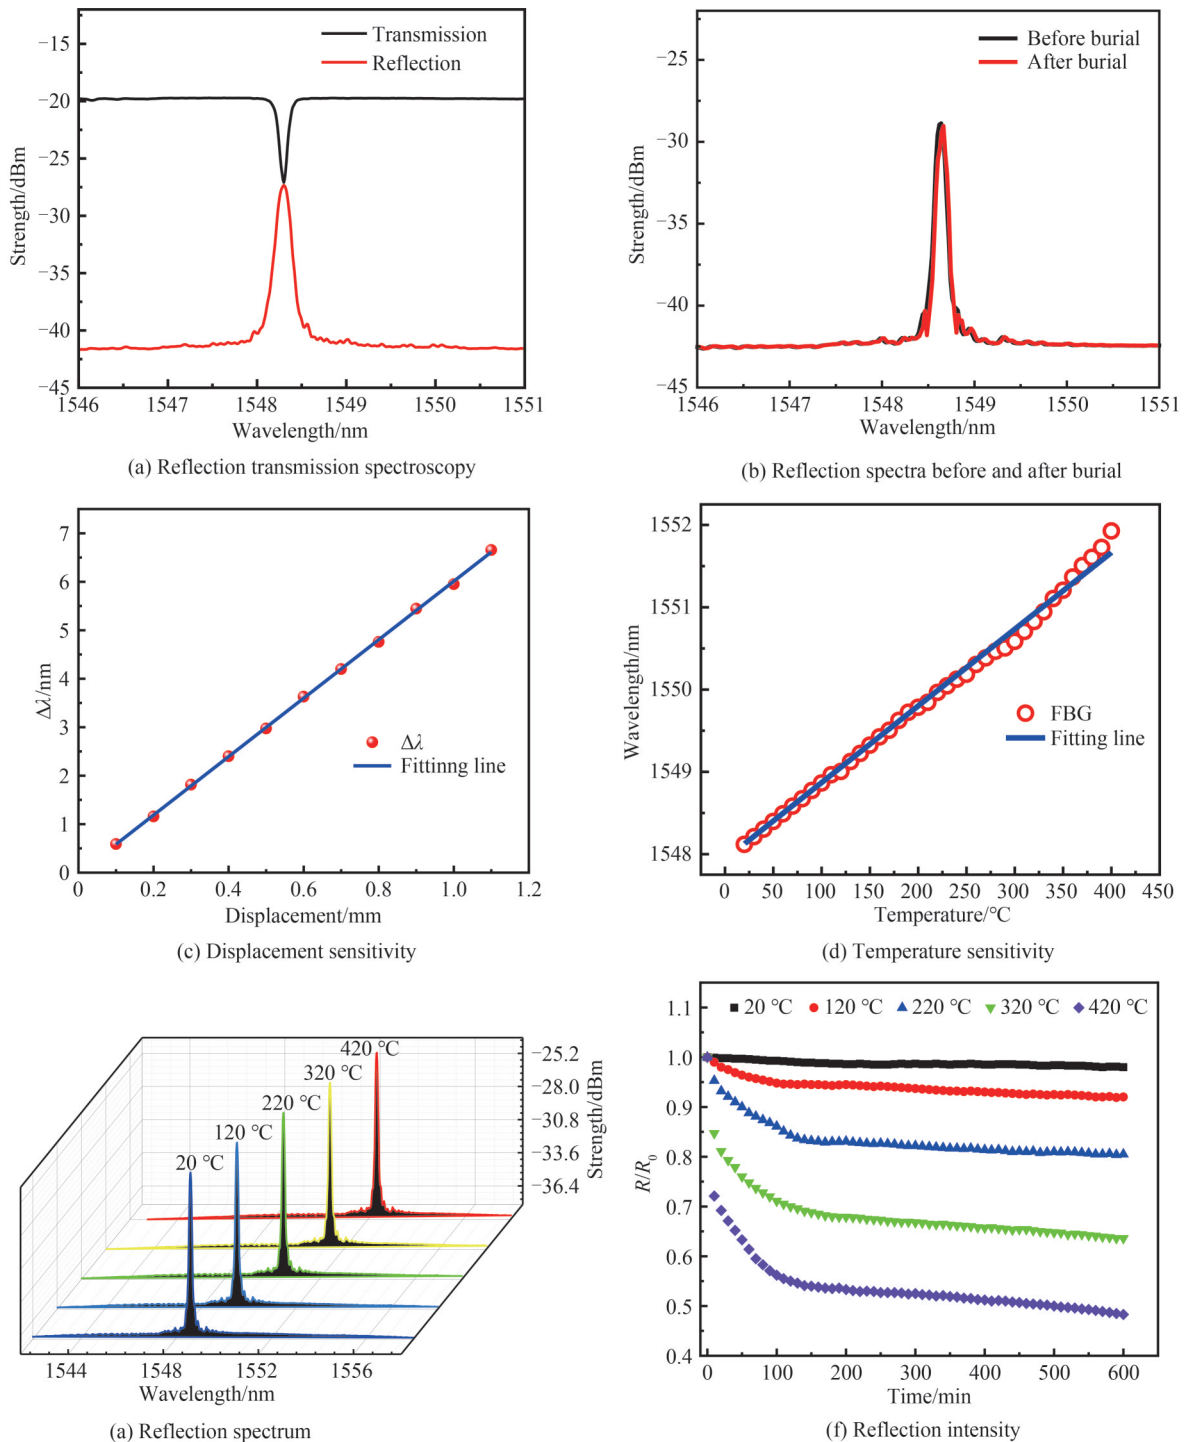 −15
−20
−25
−30
−35
−40
−45
Strength/dBm
Transmission
Reflection
1546 1547 1548 1549 1550 1551
Wavelength/nm
(a) Reflection transmission spectroscopy
−25
−30
−35
−40
−45
Strength/dBm
Before burial
After burial
1546 1547 1548 1549 1550 1551
Wavelength/nm
(b) Reflection spectra before and after burial
7
6
5
4
3
2
1
0
Δλ/nm
Δλ
Fittinng line
0 0.2 0.4 0.6 0.8 1.0 1.2
Displacement/mm
(c) Displacement sensitivity
1552
1551
1550
1549
1548
Wavelength/nm
FBG
Fitting line
0 50 100 150 200 250 300 350 400 450
Temperature/°C
(d) Temperature sensitivity
420 °C
320 °C
220 °C
120 °C
20 °C
−25.2
−28.0
−30.8
−33.6
−36.4
Strength/dBm
1544 1548 1552 1556
Wavelength/nm
(a) Reflection spectrum
1.1
1.0
0.9
0.8
0.7
0.6
0.5
0.4
R/R0
20 °C 120 °C 220 °C 320 °C 420 °C
0 100 200 300 400 500 600
Time/min
(f) Reflection intensity